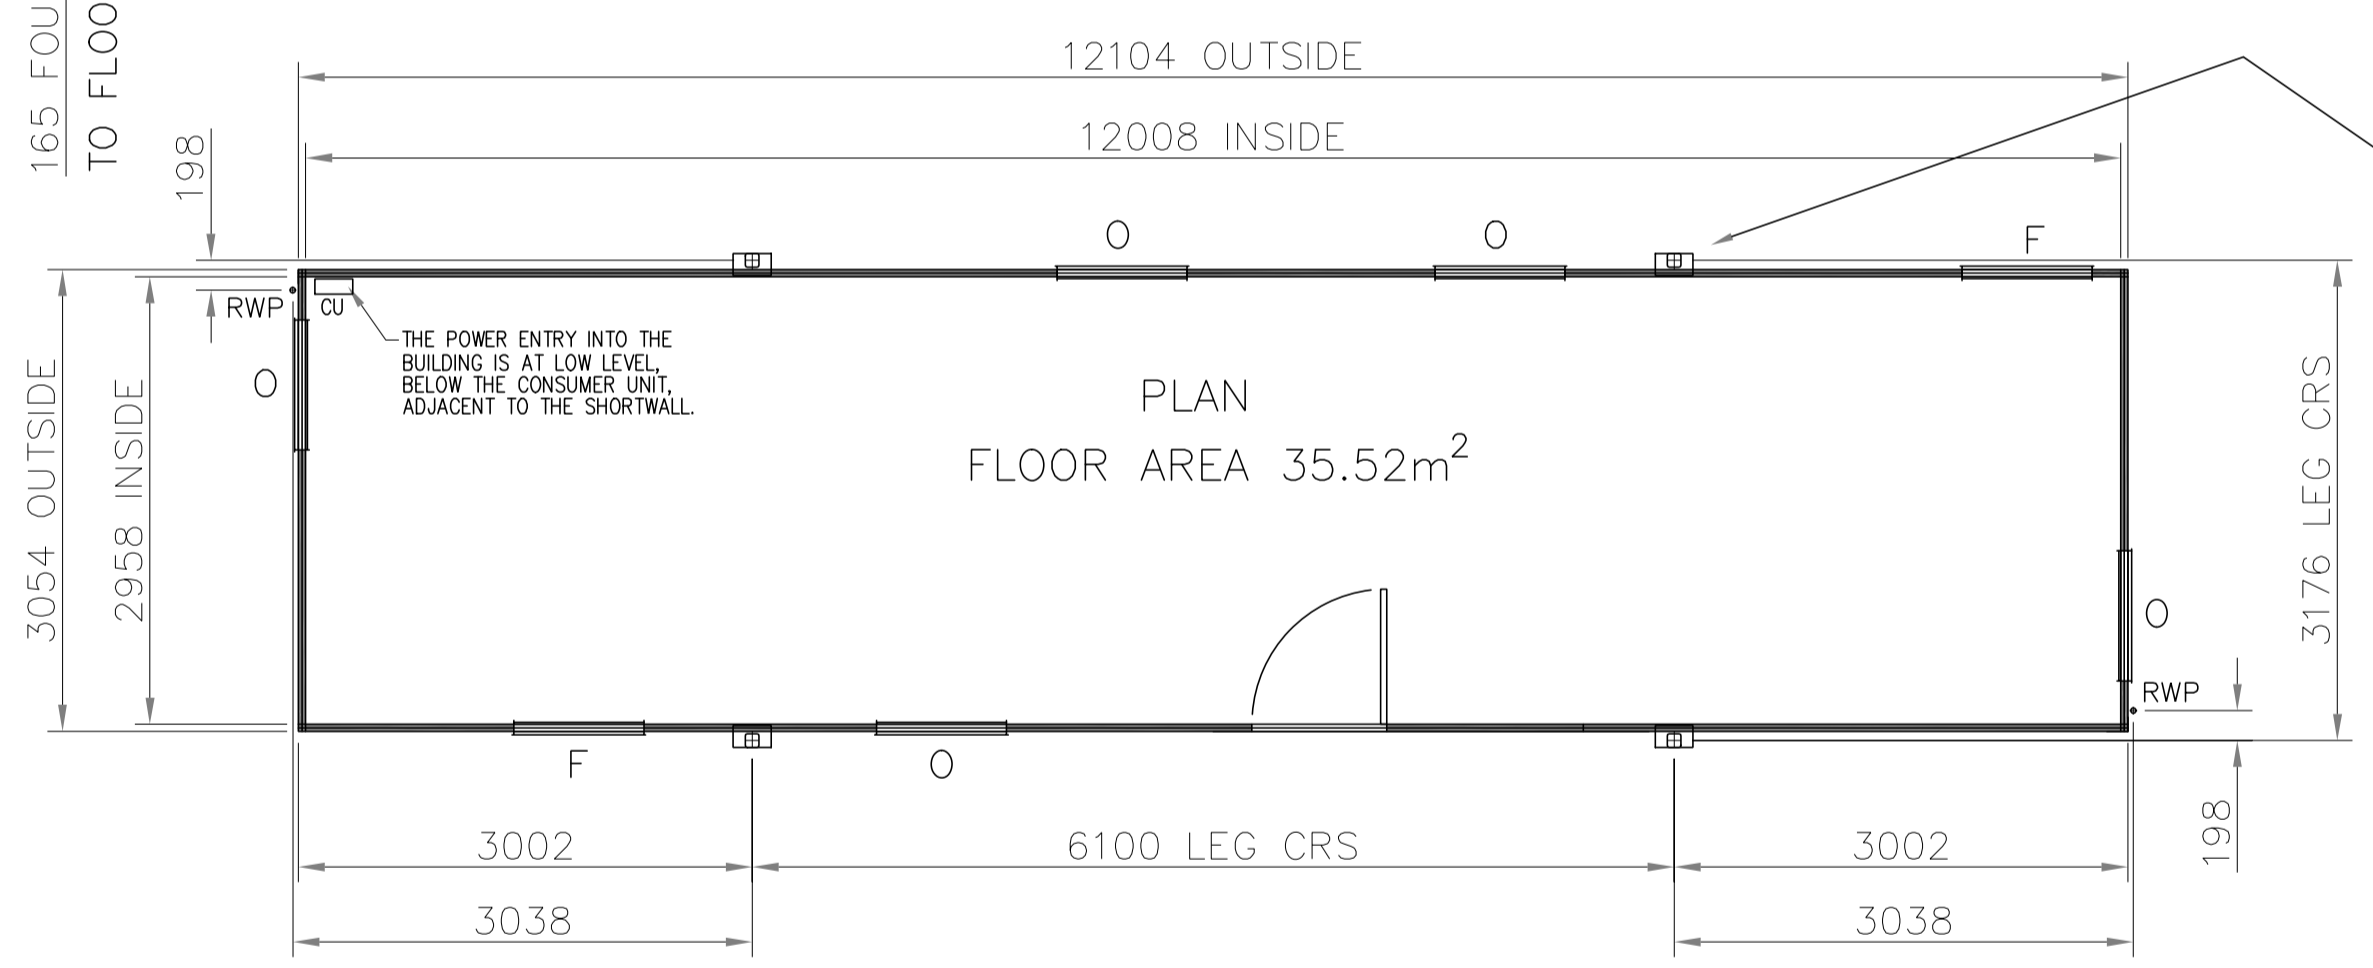 165 FOU
TO FLOO
12104 OUTSIDE
12008 INSIDE
198
O
O
F
RWP
CU
THE POWER ENTRY INTO THE
BUILDING IS AT LOW LEVEL,
BELOW THE CONSUMER UNIT,
ADJACENT TO THE SHORTWALL.
O
3054 OUTSIDE
2958 INSIDE
PLAN
FLOOR AREA 35.52m²
3176 LEG CRS
O
RWP
F
O
198
3002
6100 LEG CRS
3002
3038
3038